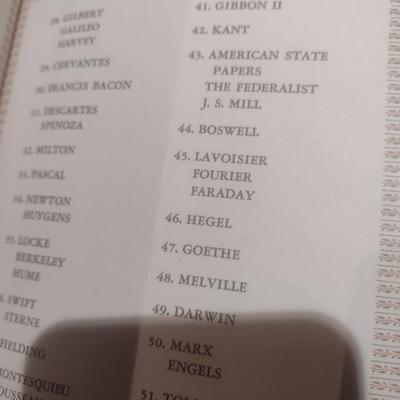 28. GILBERT
GALILEO
HARVEY
29. CERVANTES
30. FRANCIS BACON
31. DESCARTES
SPINOZA
32. MILTON
33. PASCAL
34. NEWTON
HUYGENS
35. LOCKE
BERKELEY
HUME
SWIFT
STERNE
FIELDING
MONTESQUIEU
41. GIBBON II
42. KANT
43. AMERICAN STATE
PAPERS
THE FEDERALIST
J. S. MILL
44. BOSWELL
45. LAVOISIER
FOURIER
FARADAY
46. HEGEL
47. GOETHE
48. MELVILLE
49. DARWIN
50. MARX
ENGELS
51.